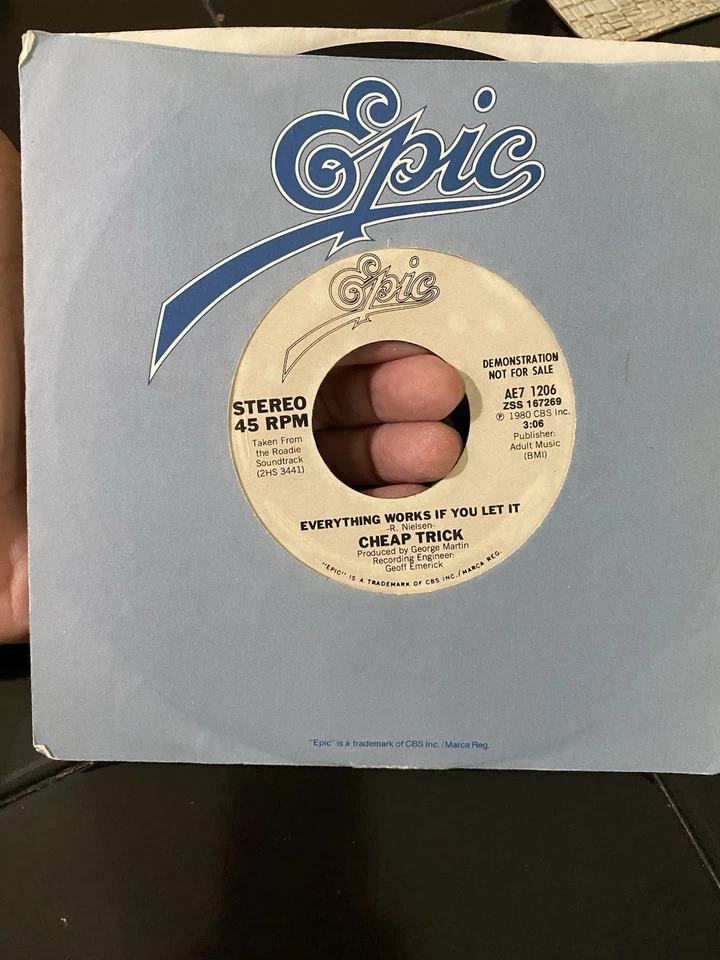 Epic
Epic
DEMONSTRATION
NOT FOR SALE
AE7 1206
ZSS 167269
℗ 1980 CBS Inc.
3:06
Publisher:
Adult Music
(BMI)
STEREO
45 RPM
Taken From
the Roadie
Soundtrack
(2HS 3441)
EVERYTHING WORKS IF YOU LET IT
-R. Nielsen-
CHEAP TRICK
Produced by George Martin
Recording Engineer:
Geoff Emerick
"EPIC" IS A TRADEMARK OF CBS INC./MARCA REG.
"Epic" is a trademark of CBS Inc. /Marca Reg.